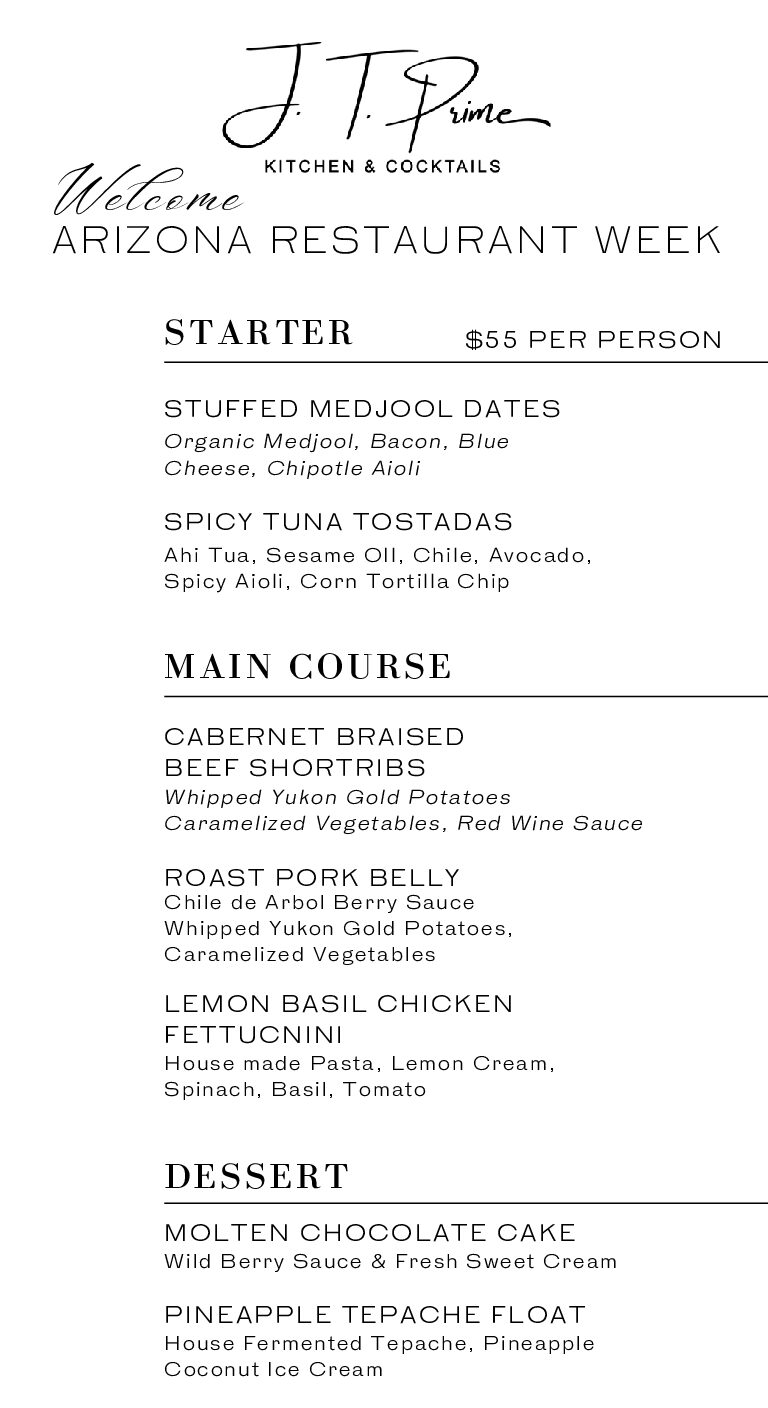 J. T. Prime
KITCHEN & COCKTAILS
Welcome
ARIZONA RESTAURANT WEEK
STARTER $55 PER PERSON
STUFFED MEDJOOL DATES
Organic Medjool, Bacon, Blue
Cheese, Chipotle Aioli
SPICY TUNA TOSTADAS
Ahi Tua, Sesame OIl, Chile, Avocado,
Spicy Aioli, Corn Tortilla Chip
MAIN COURSE
CABERNET BRAISED
BEEF SHORTRIBS
Whipped Yukon Gold Potatoes
Caramelized Vegetables, Red Wine Sauce
ROAST PORK BELLY
Chile de Arbol Berry Sauce
Whipped Yukon Gold Potatoes,
Caramelized Vegetables
LEMON BASIL CHICKEN
FETTUCNINI
House made Pasta, Lemon Cream,
Spinach, Basil, Tomato
DESSERT
MOLTEN CHOCOLATE CAKE
Wild Berry Sauce & Fresh Sweet Cream
PINEAPPLE TEPACHE FLOAT
House Fermented Tepache, Pineapple
Coconut Ice Cream